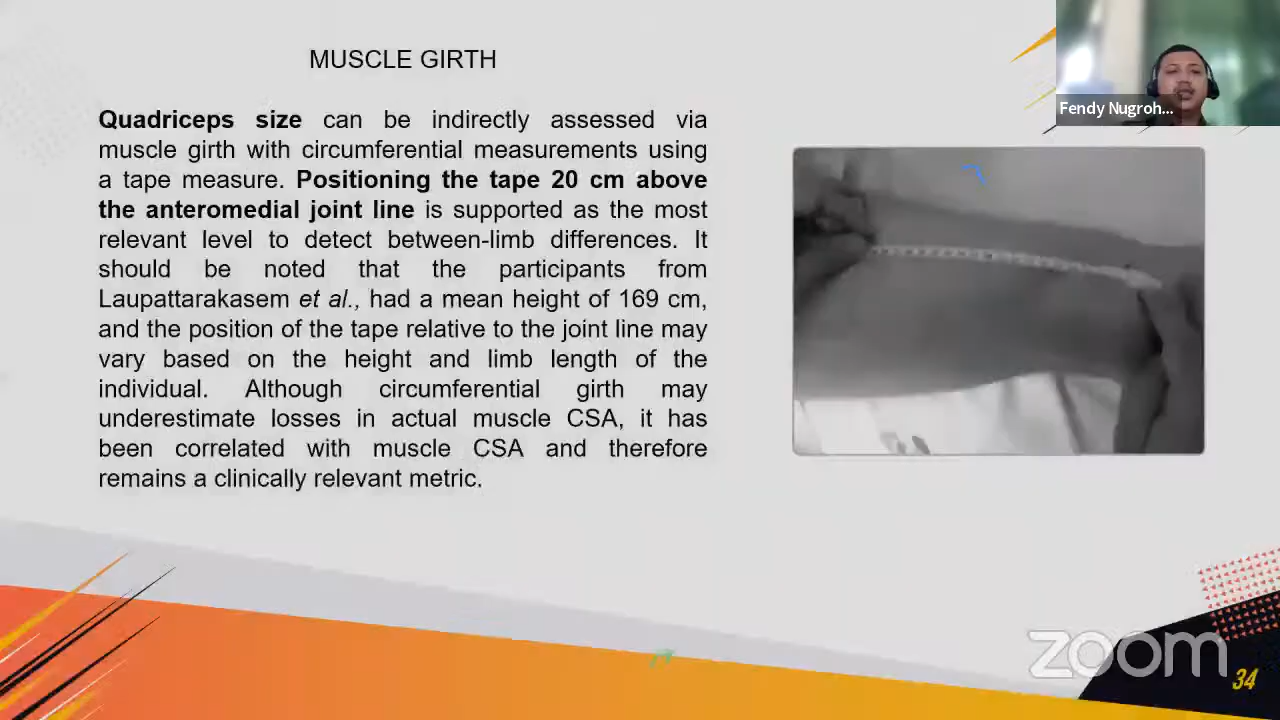 MUSCLE GIRTH
Quadriceps size can be indirectly assessed via
muscle girth with circumferential measurements using
a tape measure. Positioning the tape 20 cm above
the anteromedial joint line is supported as the most
relevant level to detect between-limb differences. It
should be noted that the participants from
Laupattarakasem et al., had a mean height of 169 cm,
and the position of the tape relative to the joint line may
vary based on the height and limb length of the
individual. Although circumferential girth may
underestimate losses in actual muscle CSA, it has
been correlated with muscle CSA and therefore
remains a clinically relevant metric.
Fendy Nugroh...
zoom
34